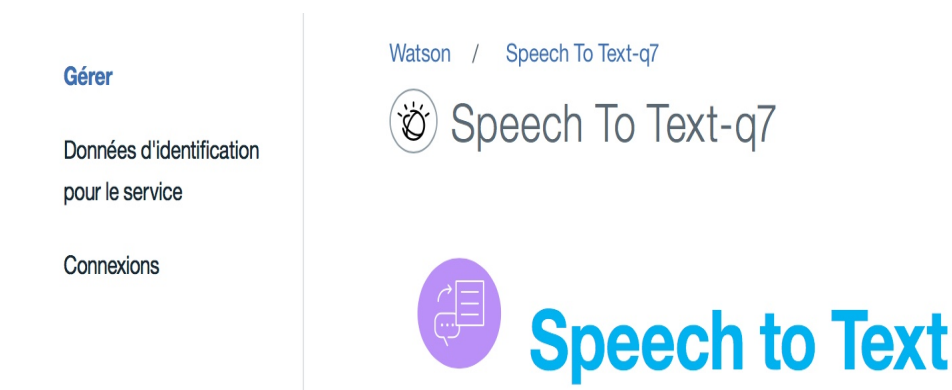 Gérer
Données d'identification
pour le service
Connexions
Watson / Speech To Text-q7
Speech To Text-q7
Speech to Text